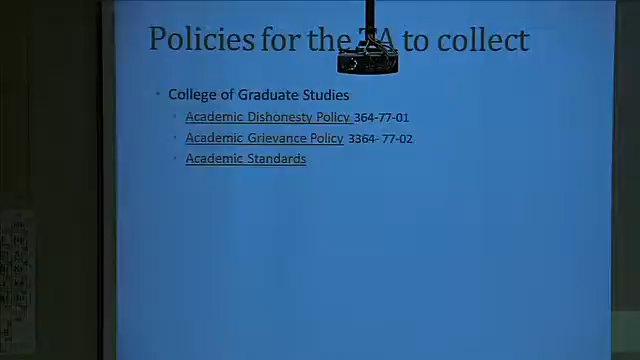 Policies for the TA to collect
• College of Graduate Studies
• Academic Dishonesty Policy 364-77-01
• Academic Grievance Policy 3364- 77-02
• Academic Standards